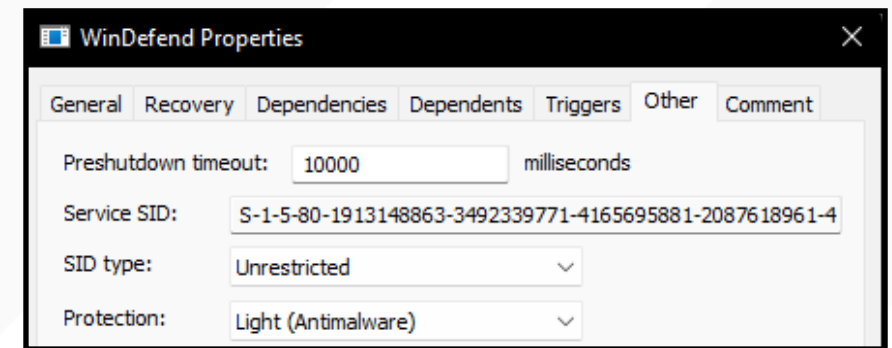 WinDefend Properties
General Recovery Dependencies Dependents Triggers Other Comment
Preshutdown timeout: 10000 milliseconds
Service SID: S-1-5-80-1913148863-3492339771-4165695881-2087618961-4
SID type: Unrestricted
Protection: Light (Antimalware)